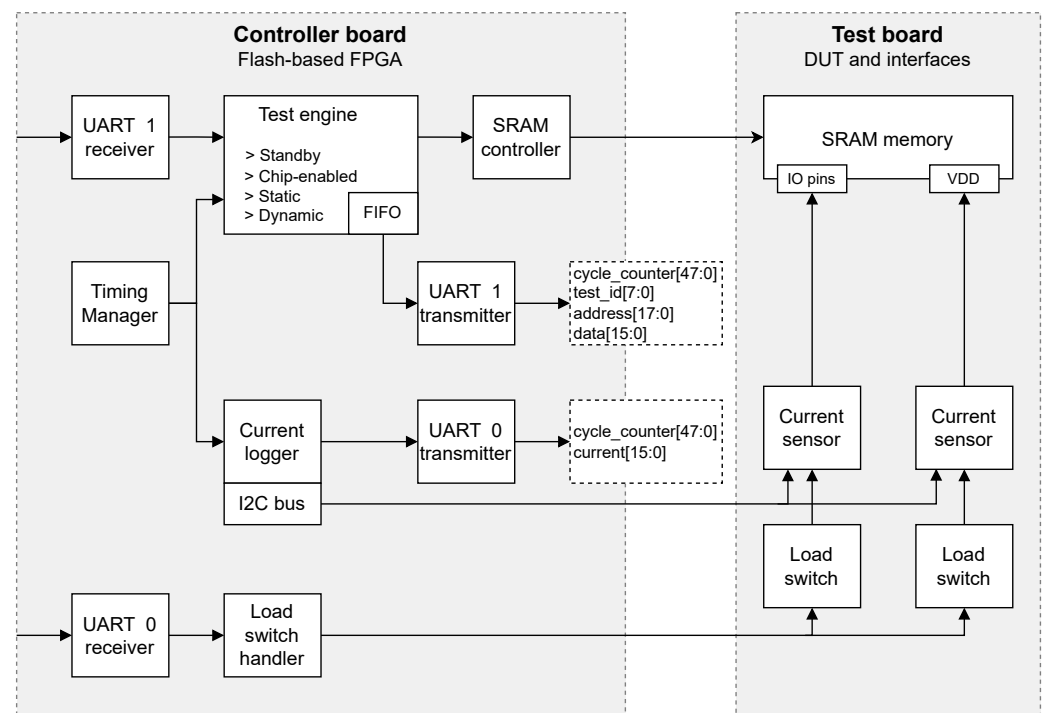 Controller board
Flash-based FPGA
Test board
DUT and interfaces
UART 1
receiver
Test engine
> Standby
> Chip-enabled
> Static
> Dynamic
FIFO
SRAM
controller
SRAM memory
IO pins
VDD
Timing
Manager
UART 1
transmitter
cycle_counter[47:0]
test_id[7:0]
address[17:0]
data[15:0]
Current
logger
I2C bus
UART 0
transmitter
cycle_counter[47:0]
current[15:0]
Current
sensor
Current
sensor
Load
switch
Load
switch
UART 0
receiver
Load
switch
handler